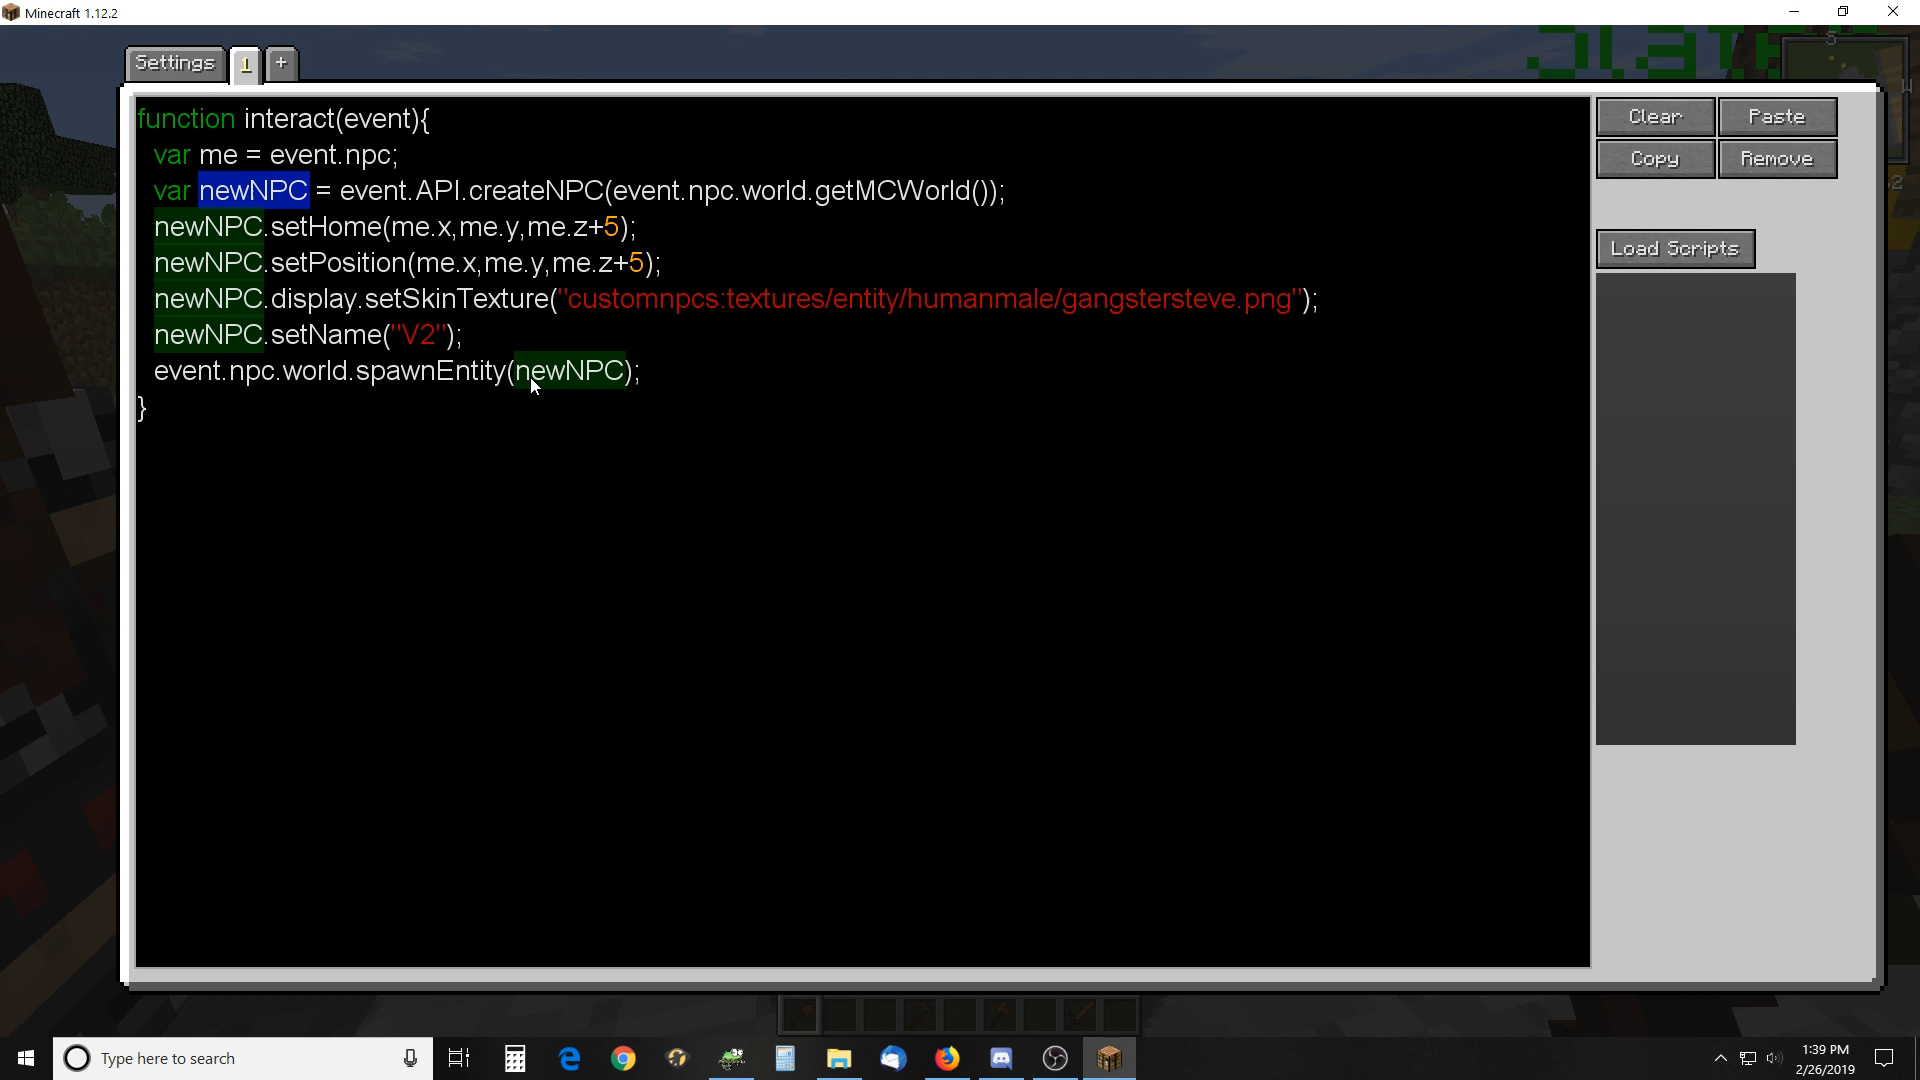 Minecraft 1.12.2
Settings
1
+
function interact(event){
var me = event.npc;
var newNPC = event.API.createNPC(event.npc.world.getMCWorld());
newNPC.setHome(me.x,me.y,me.z+5);
newNPC.setPosition(me.x,me.y,me.z+5);
newNPC.display.setSkinTexture("customnpcs:textures/entity/humanmale/gangstersteve.png");
newNPC.setName("V2");
event.npc.world.spawnEntity(newNPC);
}
Clear
Paste
Copy
Remove
Load Scripts
S
W
Type here to search
1:39 PM
2/26/2019